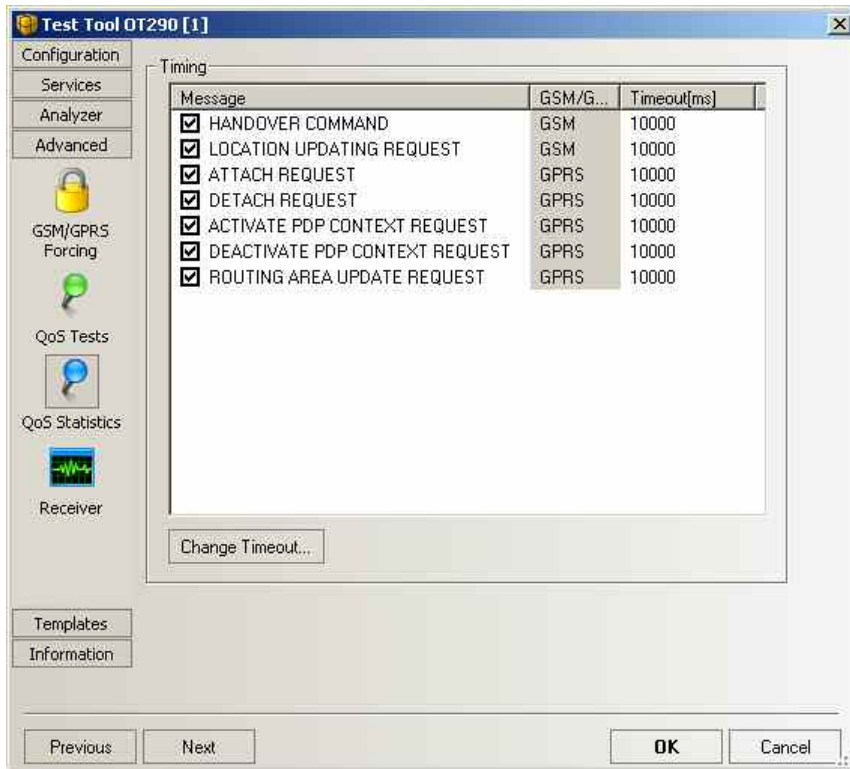 Test Tool OT290 [1]
Configuration
Services
Analyzer
Advanced
GSM/GPRS
Forcing
QoS Tests
QoS Statistics
Receiver
Templates
Information
Timing
Message GSM/G... Timeout[ms]
HANDOVER COMMAND GSM 10000
LOCATION UPDATING REQUEST GSM 10000
ATTACH REQUEST GPRS 10000
DETACH REQUEST GPRS 10000
ACTIVATE PDP CONTEXT REQUEST GPRS 10000
DEACTIVATE PDP CONTEXT REQUEST GPRS 10000
ROUTING AREA UPDATE REQUEST GPRS 10000
Change Timeout...
Previous Next OK Cancel